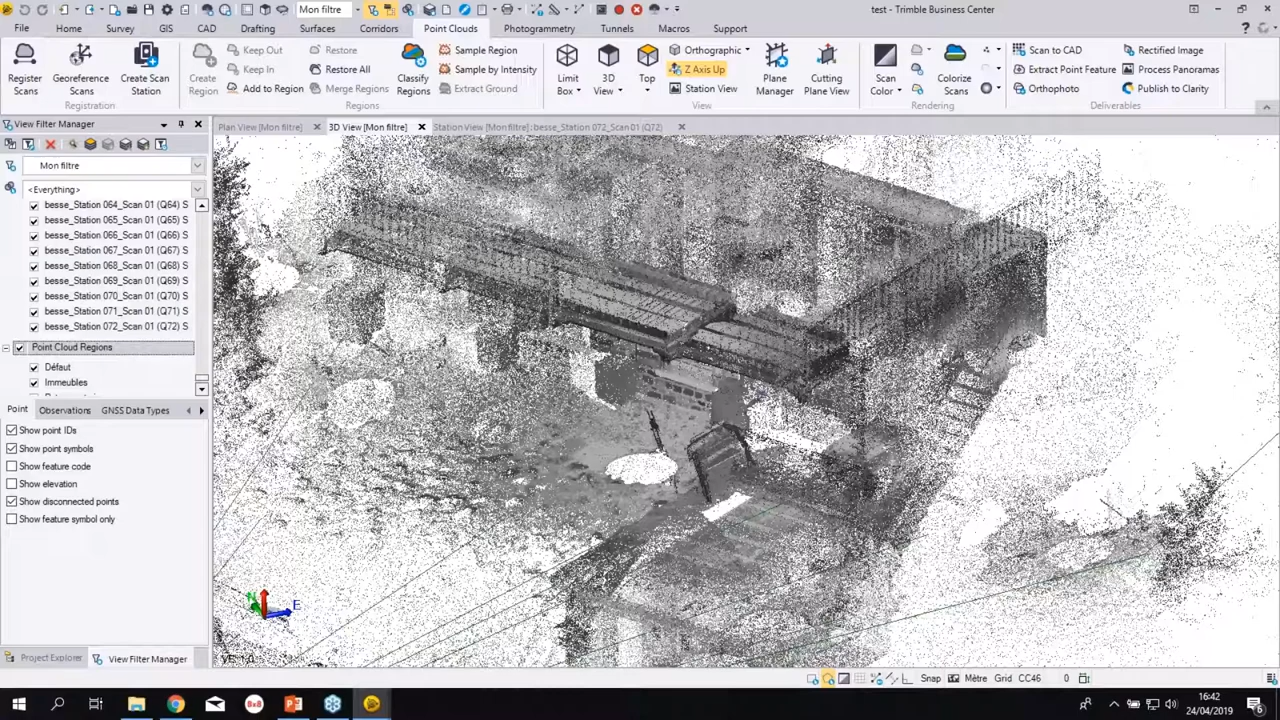 Mon filtre
test - Trimble Business Center
File Home Survey GIS CAD Drafting Surfaces Corridors Point Clouds Photogrammetry Tunnels Macros Support
Register Scans
Georeference Scans
Create Scan Station
Registration
Create Region
Keep Out
Keep In
Add to Region
Restore
Restore All
Merge Regions
Classify Regions
Sample Region
Sample by Intensity
Extract Ground
Regions
Limit Box
3D View
Top
Orthographic
Z Axis Up
Station View
Plane Manager
Cutting Plane View
View
Scan Color
Colorize Scans
Rendering
Scan to CAD
Extract Point Feature
Orthophoto
Rectified Image
Process Panoramas
Publish to Clarity
Deliverables
View Filter Manager
Plan View [Mon filtre]
3D View [Mon filtre]
Station View [Mon filtre] : besse_Station 072_Scan 01 (Q72)
Mon filtre
<Everything>
besse_Station 064_Scan 01 (Q64) S
besse_Station 065_Scan 01 (Q65) S
besse_Station 066_Scan 01 (Q66) S
besse_Station 067_Scan 01 (Q67) S
besse_Station 068_Scan 01 (Q68) S
besse_Station 069_Scan 01 (Q69) S
besse_Station 070_Scan 01 (Q70) S
besse_Station 071_Scan 01 (Q71) S
besse_Station 072_Scan 01 (Q72) S
Point Cloud Regions
Défaut
Immeubles
Point Observations GNSS Data Types
Show point IDs
Show point symbols
Show feature code
Show elevation
Show disconnected points
Show feature symbol only
N
E
Project Explorer
View Filter Manager
Snap Mètre Grid CC46 0
8x8
16:42
24/04/2019
6